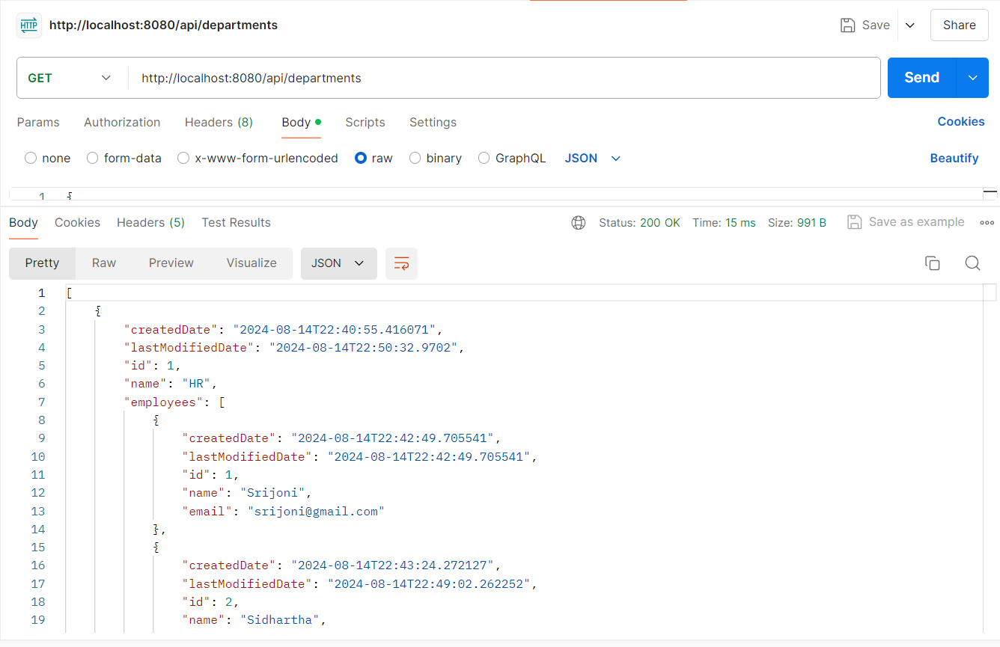 HTTP http://localhost:8080/api/departments Save Share
GET http://localhost:8080/api/departments Send
Params Authorization Headers (8) Body Scripts Settings Cookies
none form-data x-www-form-urlencoded raw binary GraphQL JSON Beautify
1 {
Body Cookies Headers (5) Test Results Status: 200 OK Time: 15 ms Size: 991 B Save as example
Pretty Raw Preview Visualize JSON
1 [
2 {
3 "createdDate": "2024-08-14T22:40:55.416071",
4 "lastModifiedDate": "2024-08-14T22:50:32.9702",
5 "id": 1,
6 "name": "HR",
7 "employees": [
8 {
9 "createdDate": "2024-08-14T22:42:49.705541",
10 "lastModifiedDate": "2024-08-14T22:42:49.705541",
11 "id": 1,
12 "name": "Srijoni",
13 "email": "srijoni@gmail.com"
14 },
15 {
16 "createdDate": "2024-08-14T22:43:24.272127",
17 "lastModifiedDate": "2024-08-14T22:49:02.262252",
18 "id": 2,
19 "name": "Sidhartha",